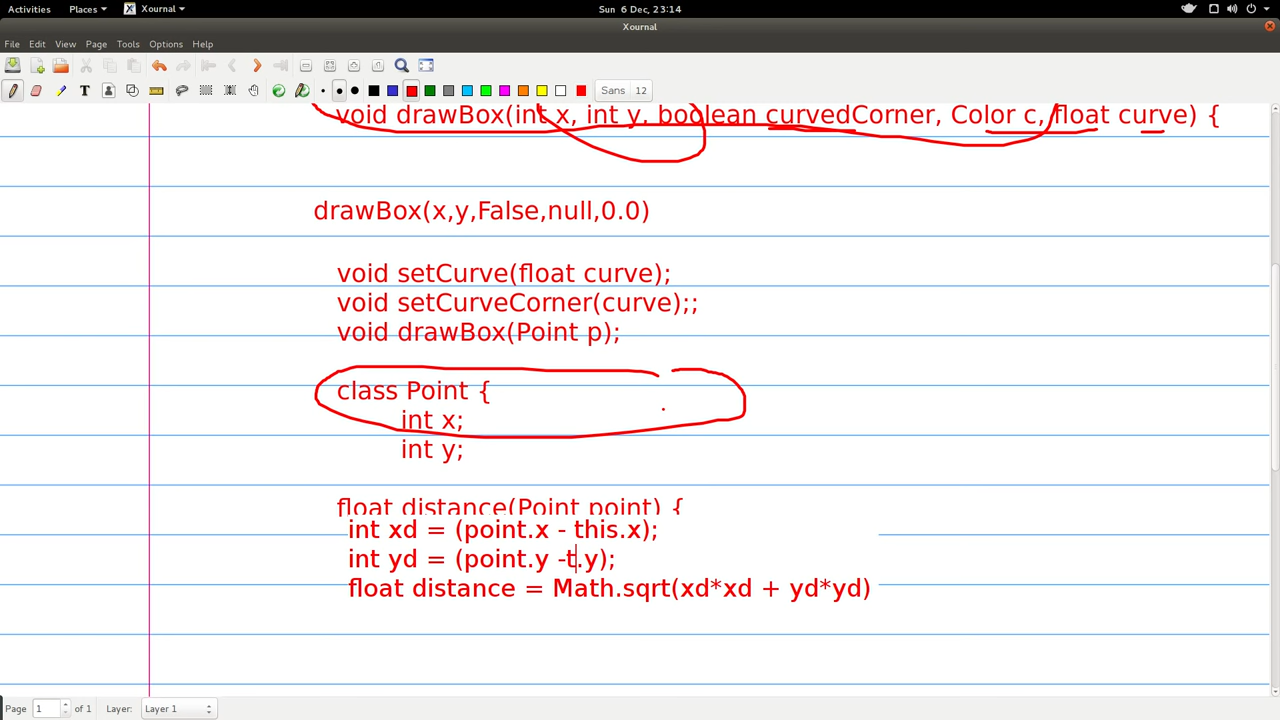 Activities Places Xournal Sun 6 Dec, 23:14
Xournal
File Edit View Page Tools Options Help
T Sans 12
void drawBox(int x, int y, boolean curvedCorner, Color c, float curve) {
drawBox(x,y,False,null,0.0)
void setCurve(float curve);
void setCurveCorner(curve);;
void drawBox(Point p);
class Point {
int x;
int y;
float distance(Point point) {
int xd = (point.x - this.x);
int yd = (point.y -t.y);
float distance = Math.sqrt(xd*xd + yd*yd)
Page 1 of 1 Layer: Layer 1